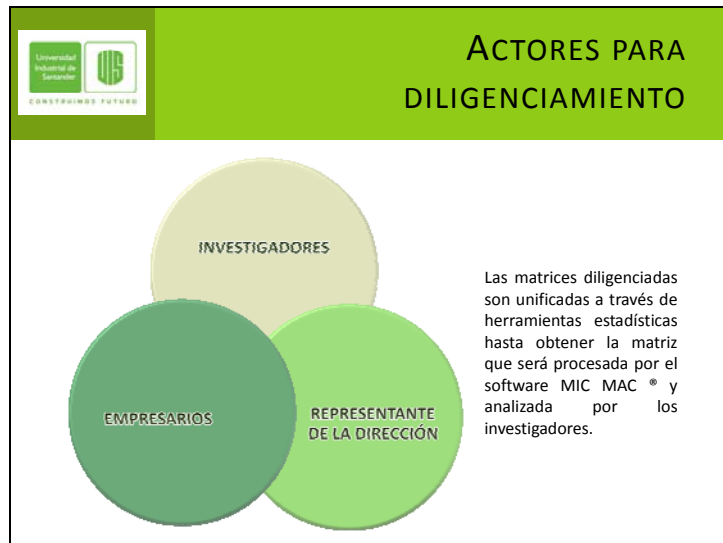 Universidad
Industrial de
Santander
UIS
CONSTRUIMOS FUTURO
ACTORES PARA
DILIGENCIAMIENTO
INVESTIGADORES
EMPRESARIOS
REPRESENTANTE
DE LA DIRECCIÓN
Las matrices diligenciadas
son unificadas a través de
herramientas estadísticas
hasta obtener la matriz
que será procesada por el
software MIC MAC ® y
analizada por los
investigadores.